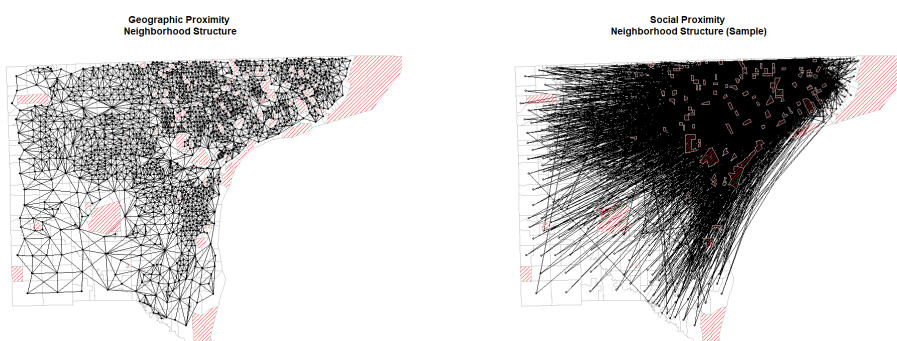 Geographic Proximity
Neighborhood Structure
Social Proximity
Neighborhood Structure (Sample)